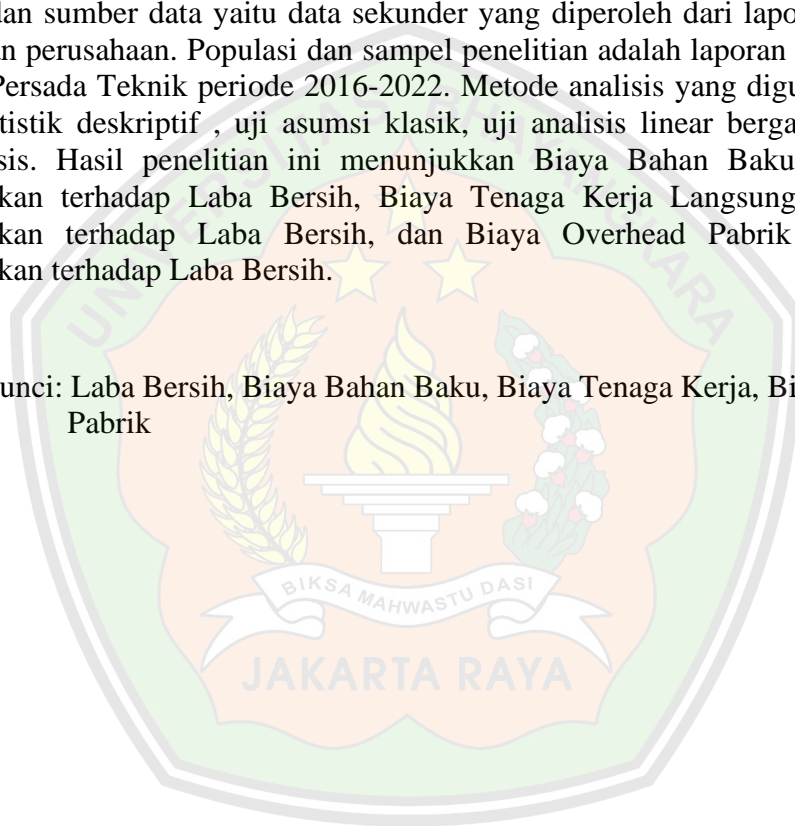 dan sumber data yaitu data sekunder yang diperoleh dari lapo
an perusahaan. Populasi dan sampel penelitian adalah laporan
Persada Teknik periode 2016-2022. Metode analisis yang digu
tistik deskriptif , uji asumsi klasik, uji analisis linear berga
sis. Hasil penelitian ini menunjukkan Biaya Bahan Baku
kan terhadap Laba Bersih, Biaya Tenaga Kerja Langsung
kan terhadap Laba Bersih, dan Biaya Overhead Pabrik
kan terhadap Laba Bersih.
unci: Laba Bersih, Biaya Bahan Baku, Biaya Tenaga Kerja, Bi
Pabrik
UNIVERSITAS BHAYANGKARA
BIKSA MAHWASTU DASI
JAKARTA RAYA